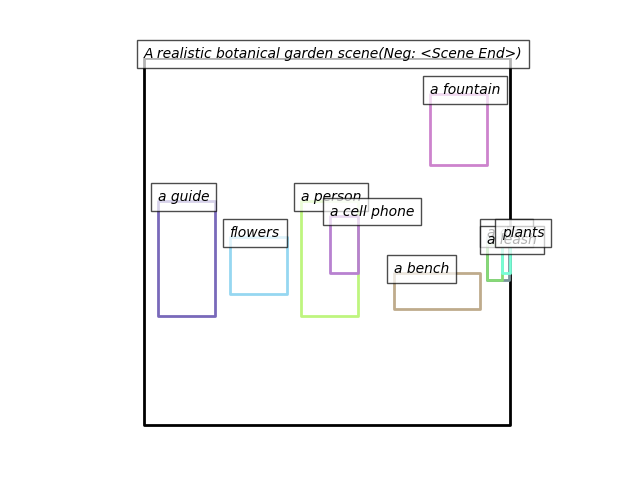 A realistic botanical garden scene(Neg: <Scene End>)
a fountain
a guide
a person
a cell phone
flowers
plants
a leash
a bench